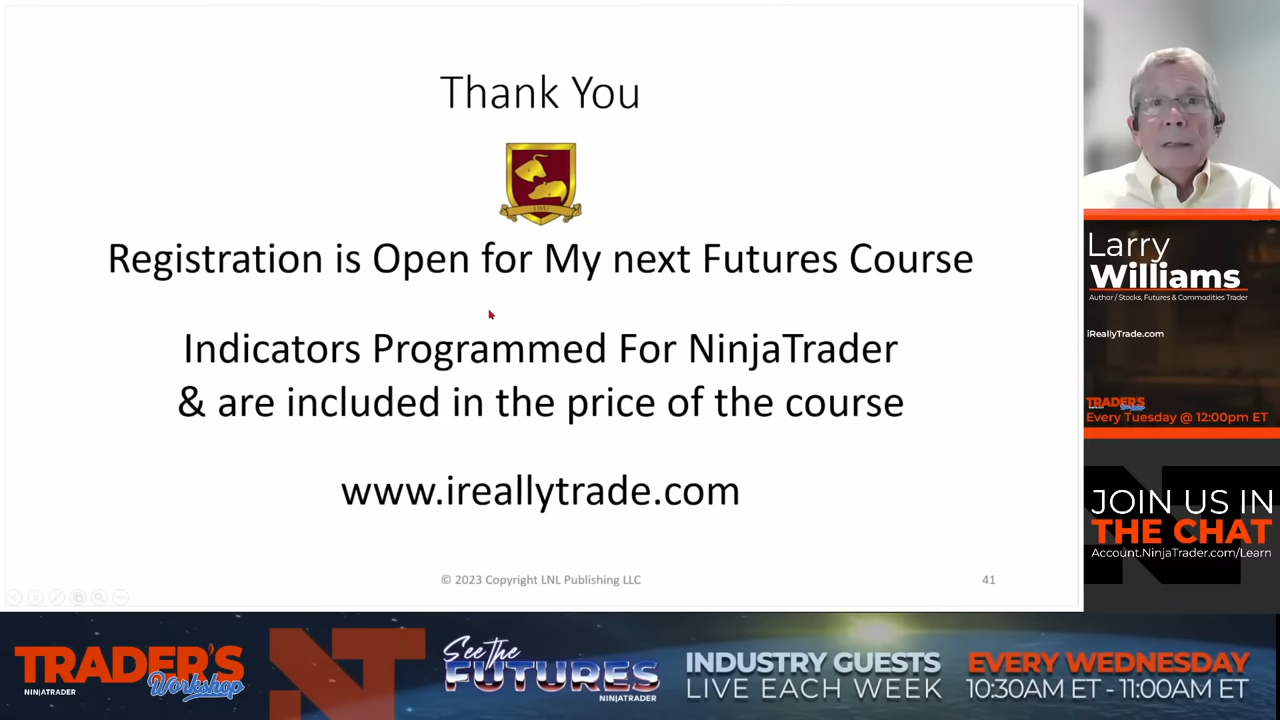 Thank You
LWU
Registration is Open for My next Futures Course
Indicators Programmed For NinjaTrader
& are included in the price of the course
www.ireallytrade.com
© 2023 Copyright LNL Publishing LLC
41
Larry
Williams
Author / Stocks, Futures & Commodities Trader
iReallyTrade.com
TRADER'S
Workshop
Every Tuesday @ 12:00pm ET
JOIN US IN
THE CHAT
Account.NinjaTrader.com/Learn
TRADER'S
Workshop
NINJATRADER
See the
FUTURES
NINJATRADER
INDUSTRY GUESTS
LIVE EACH WEEK
EVERY WEDNESDAY
10:30AM ET - 11:00AM ET